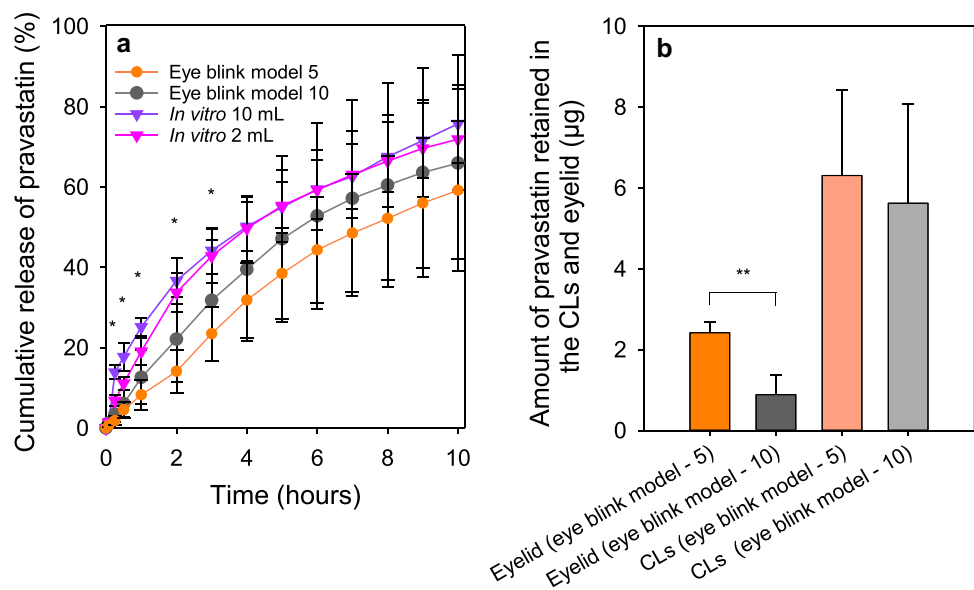 Cumulative release of pravastatin (%)
100
80
60
40
20
0
a
Eye blink model 5
Eye blink model 10
In vitro 10 mL
In vitro 2 mL
*
*
*
*
*
0
2
4
6
8
10
Time (hours)
Amount of pravastatin retained in
the CLs and eyelid (µg)
10
8
6
4
2
0
b
**
Eyelid (eye blink model - 5)
Eyelid (eye blink model - 10)
CLs (eye blink model - 5)
CLs (eye blink model - 10)